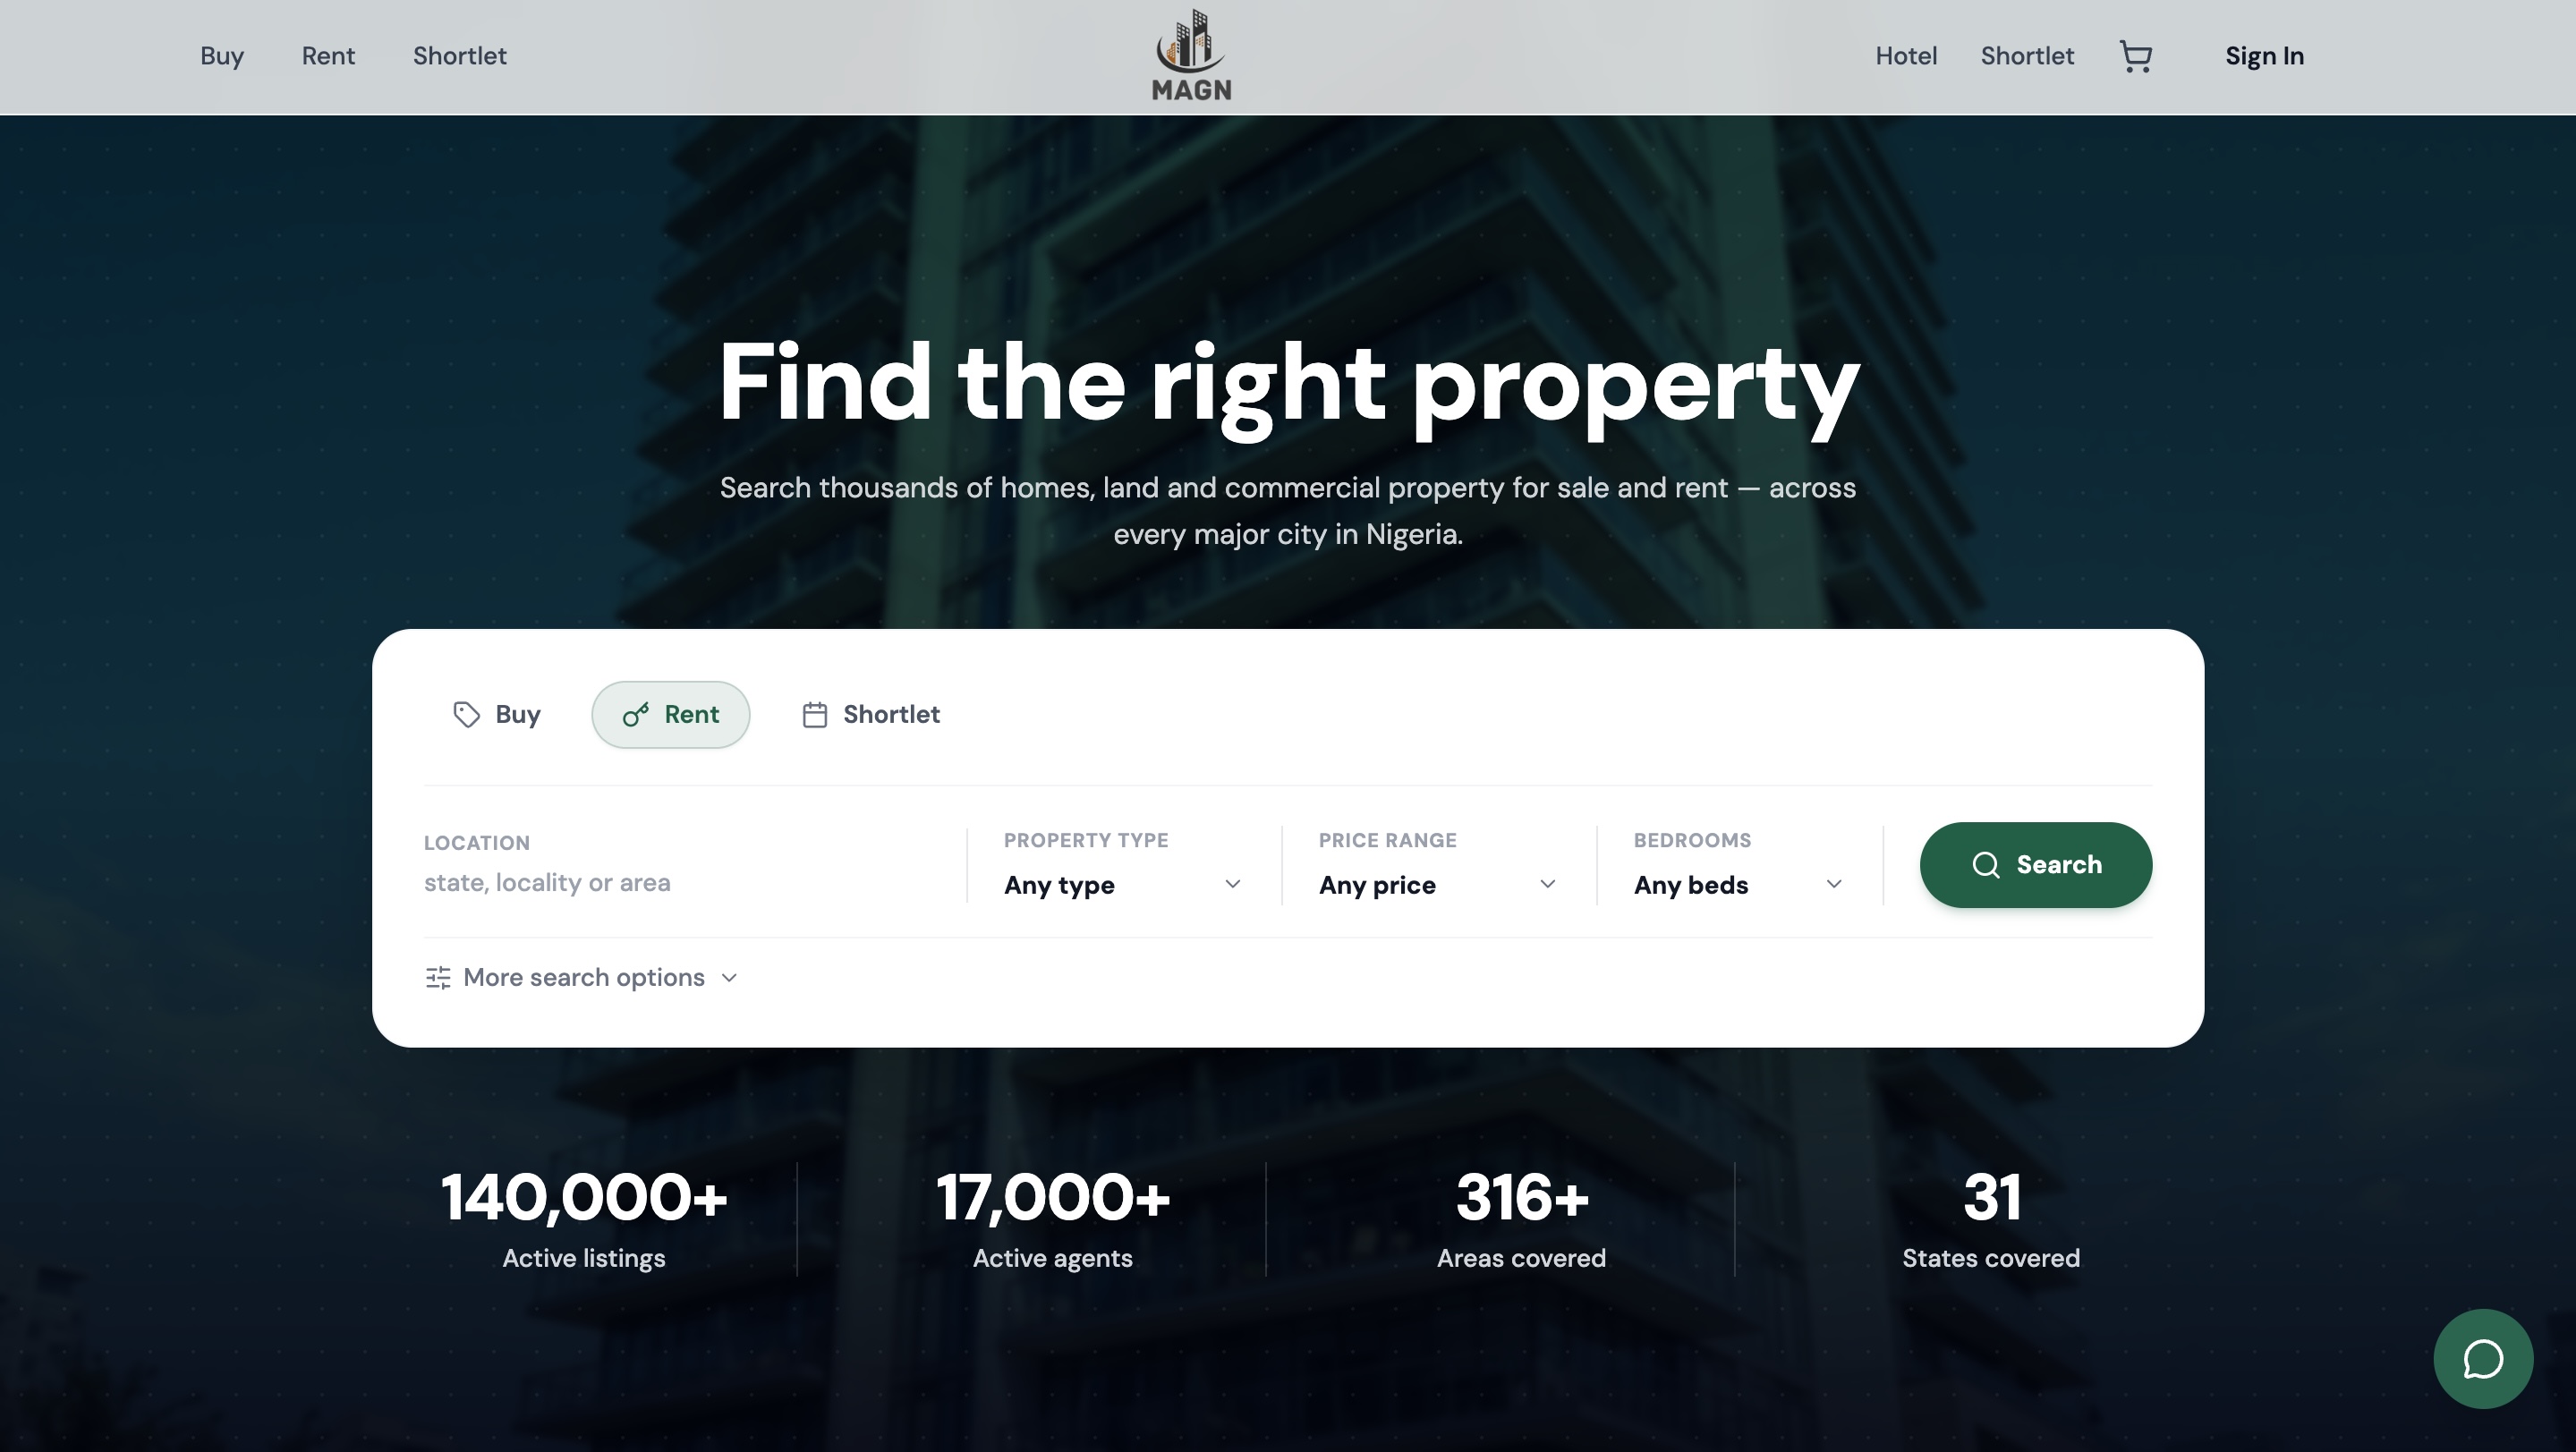 Buy Rent Shortlet
MAGN
Hotel Shortlet Sign In
Find the right property
Search thousands of homes, land and commercial property for sale and rent — across
every major city in Nigeria.
Buy Rent Shortlet
LOCATION
state, locality or area
PROPERTY TYPE
Any type
PRICE RANGE
Any price
BEDROOMS
Any beds
Search
More search options
140,000+
Active listings
17,000+
Active agents
316+
Areas covered
31
States covered